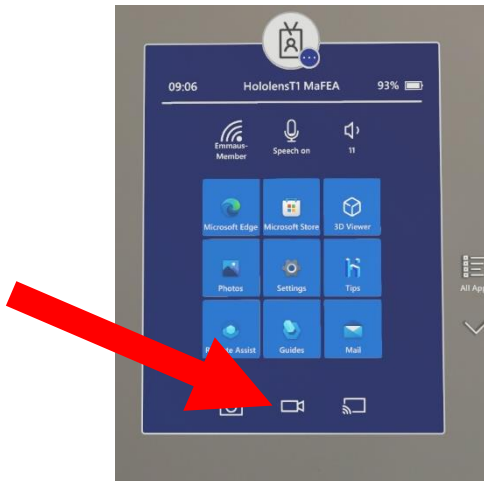 09:06 HololensT1 MaFEA 93%
Emmaus-
Member
Speech on
11
Microsoft Edge Microsoft Store 3D Viewer
Photos Settings Tips
Assist Guides Mail
All